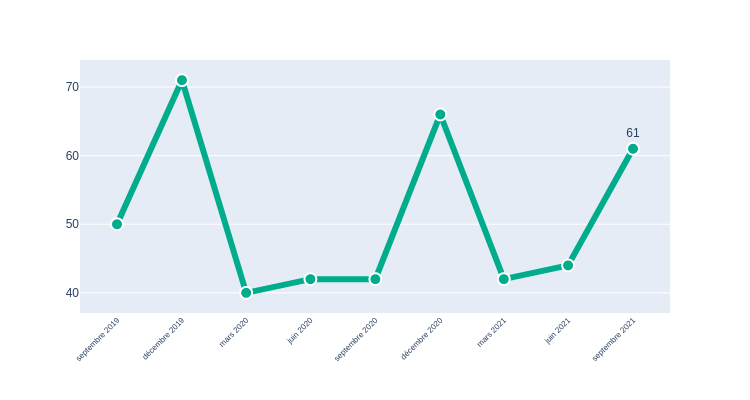 70
60
50
40
61
septembre 2019
décembre 2019
mars 2020
juin 2020
septembre 2020
décembre 2020
mars 2021
juin 2021
septembre 2021